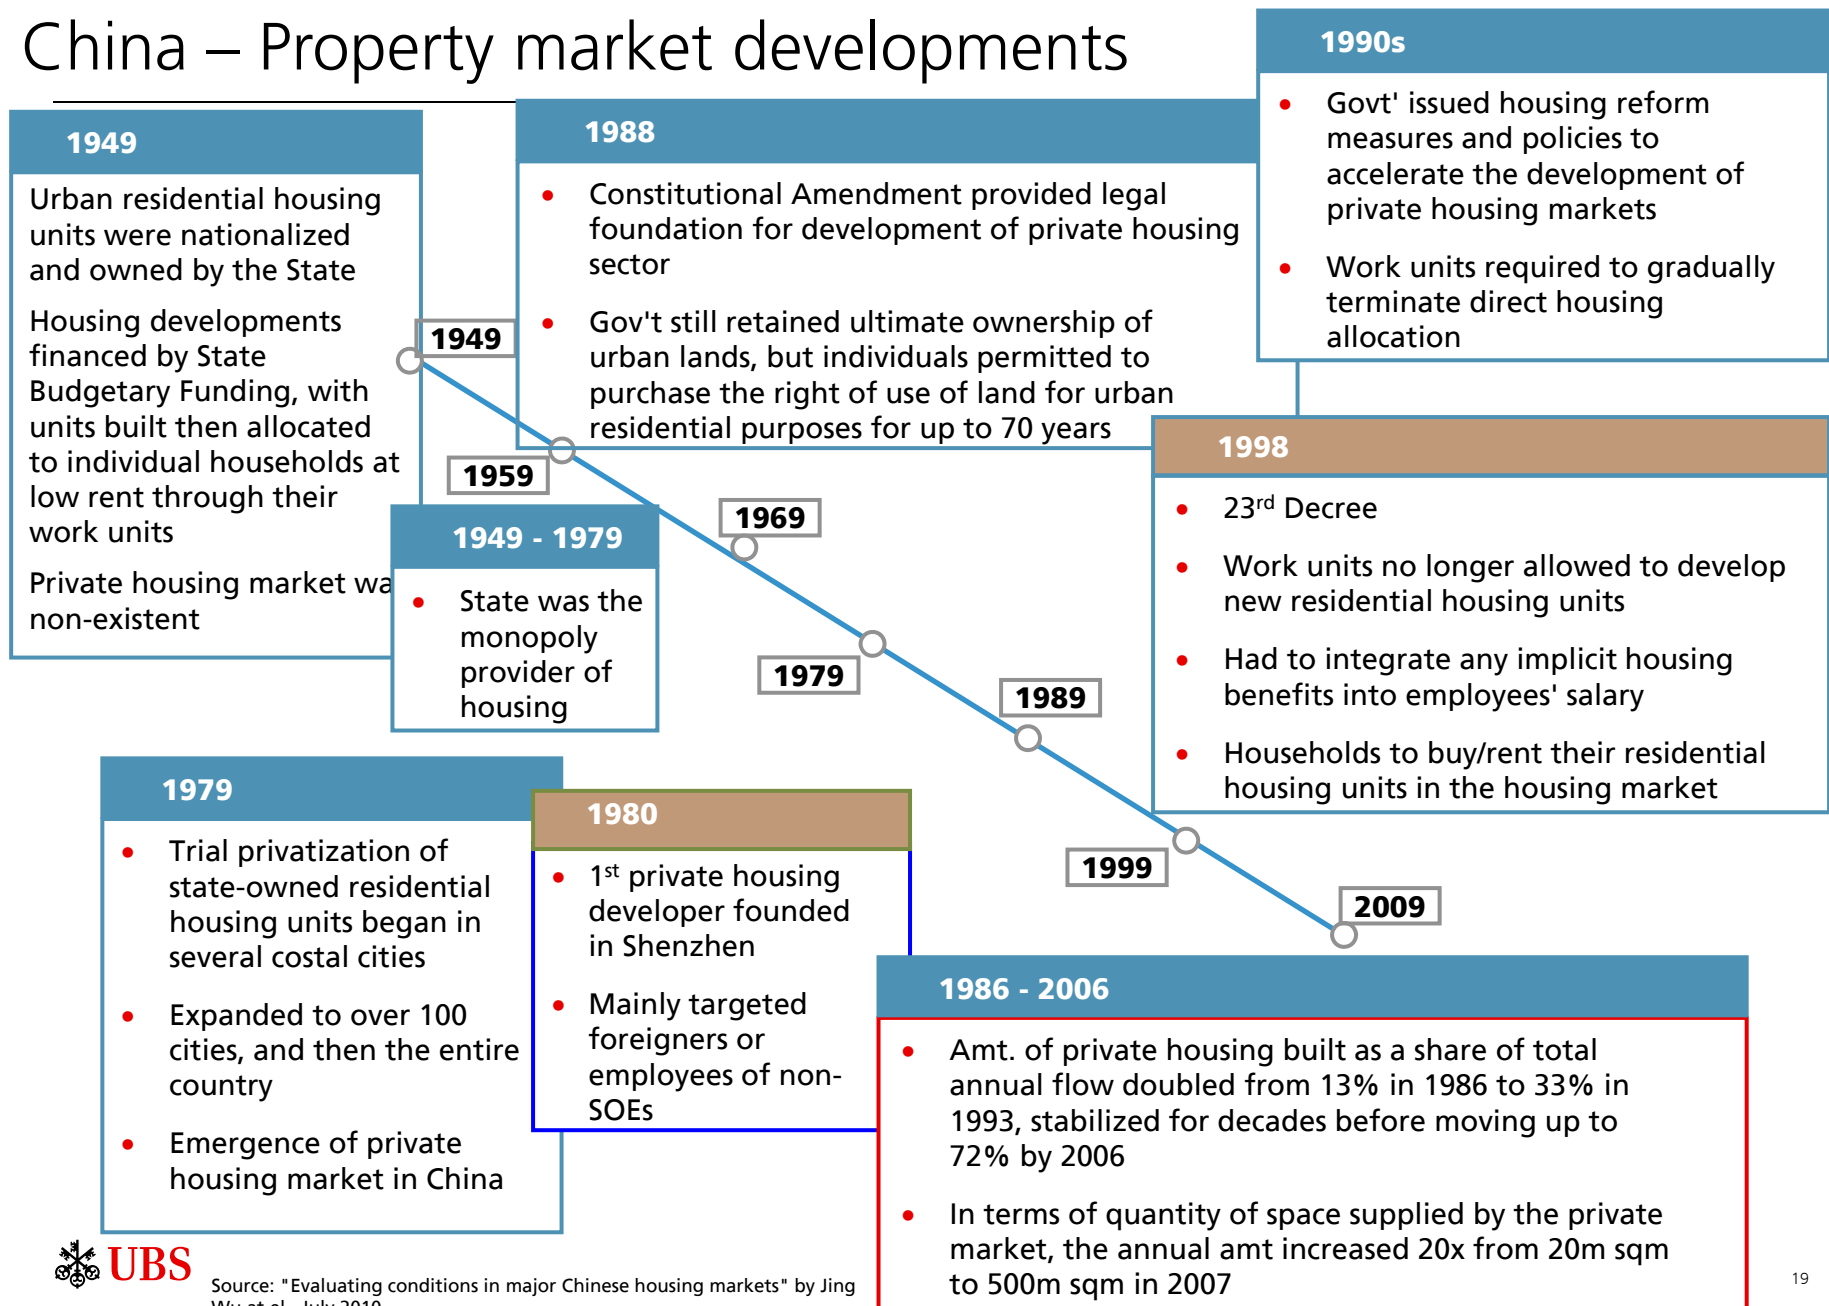 China – Property market developments
1949
Urban residential housing
units were nationalized
and owned by the State
Housing developments
financed by State
Budgetary Funding, with
units built then allocated
to individual households at
low rent through their
work units
Private housing market wa
non-existent
1988
• Constitutional Amendment provided legal
foundation for development of private housing
sector
• Gov't still retained ultimate ownership of
urban lands, but individuals permitted to
purchase the right of use of land for urban
residential purposes for up to 70 years
1990s
• Govt' issued housing reform
measures and policies to
accelerate the development of
private housing markets
• Work units required to gradually
terminate direct housing
allocation
1949
1959
1969
1979
1989
1999
2009
1949 - 1979
• State was the
monopoly
provider of
housing
1998
• 23rd Decree
• Work units no longer allowed to develop
new residential housing units
• Had to integrate any implicit housing
benefits into employees' salary
• Households to buy/rent their residential
housing units in the housing market
1979
• Trial privatization of
state-owned residential
housing units began in
several costal cities
• Expanded to over 100
cities, and then the entire
country
• Emergence of private
housing market in China
1980
• 1st private housing
developer founded
in Shenzhen
• Mainly targeted
foreigners or
employees of non-
SOEs
1986 - 2006
• Amt. of private housing built as a share of total
annual flow doubled from 13% in 1986 to 33% in
1993, stabilized for decades before moving up to
72% by 2006
• In terms of quantity of space supplied by the private
market, the annual amt increased 20x from 20m sqm
to 500m sqm in 2007
UBS
Source: "Evaluating conditions in major Chinese housing markets" by Jing
19